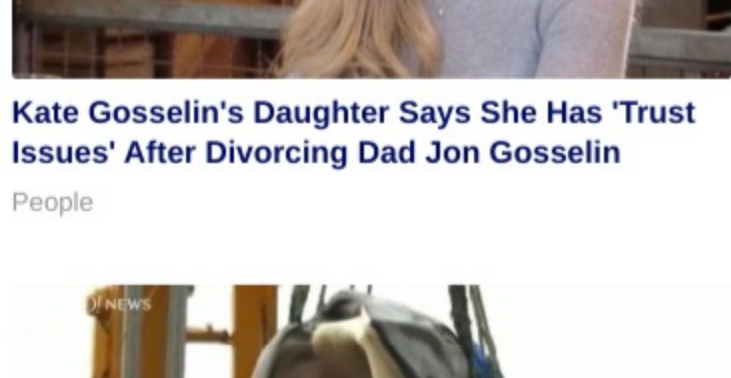 Kate Gosselin's Daughter Says She Has 'Trust
Issues' After Divorcing Dad Jon Gosselin
People
! NEWS